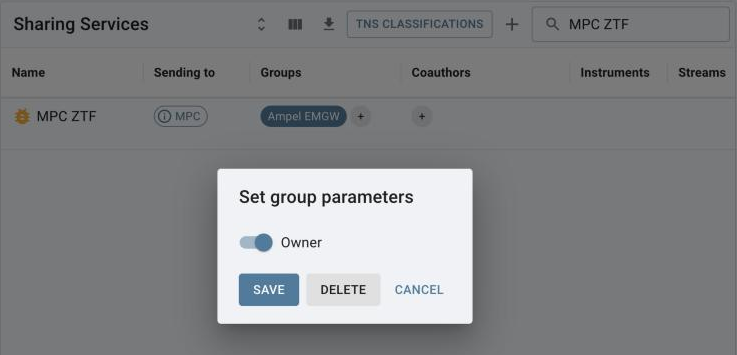 Sharing Services
TNS CLASSIFICATIONS
MPC ZTF
Name Sending to Groups Coauthors Instruments Streams
MPC ZTF MPC Ampel EMGW + +
Set group parameters
Owner
SAVE DELETE CANCEL